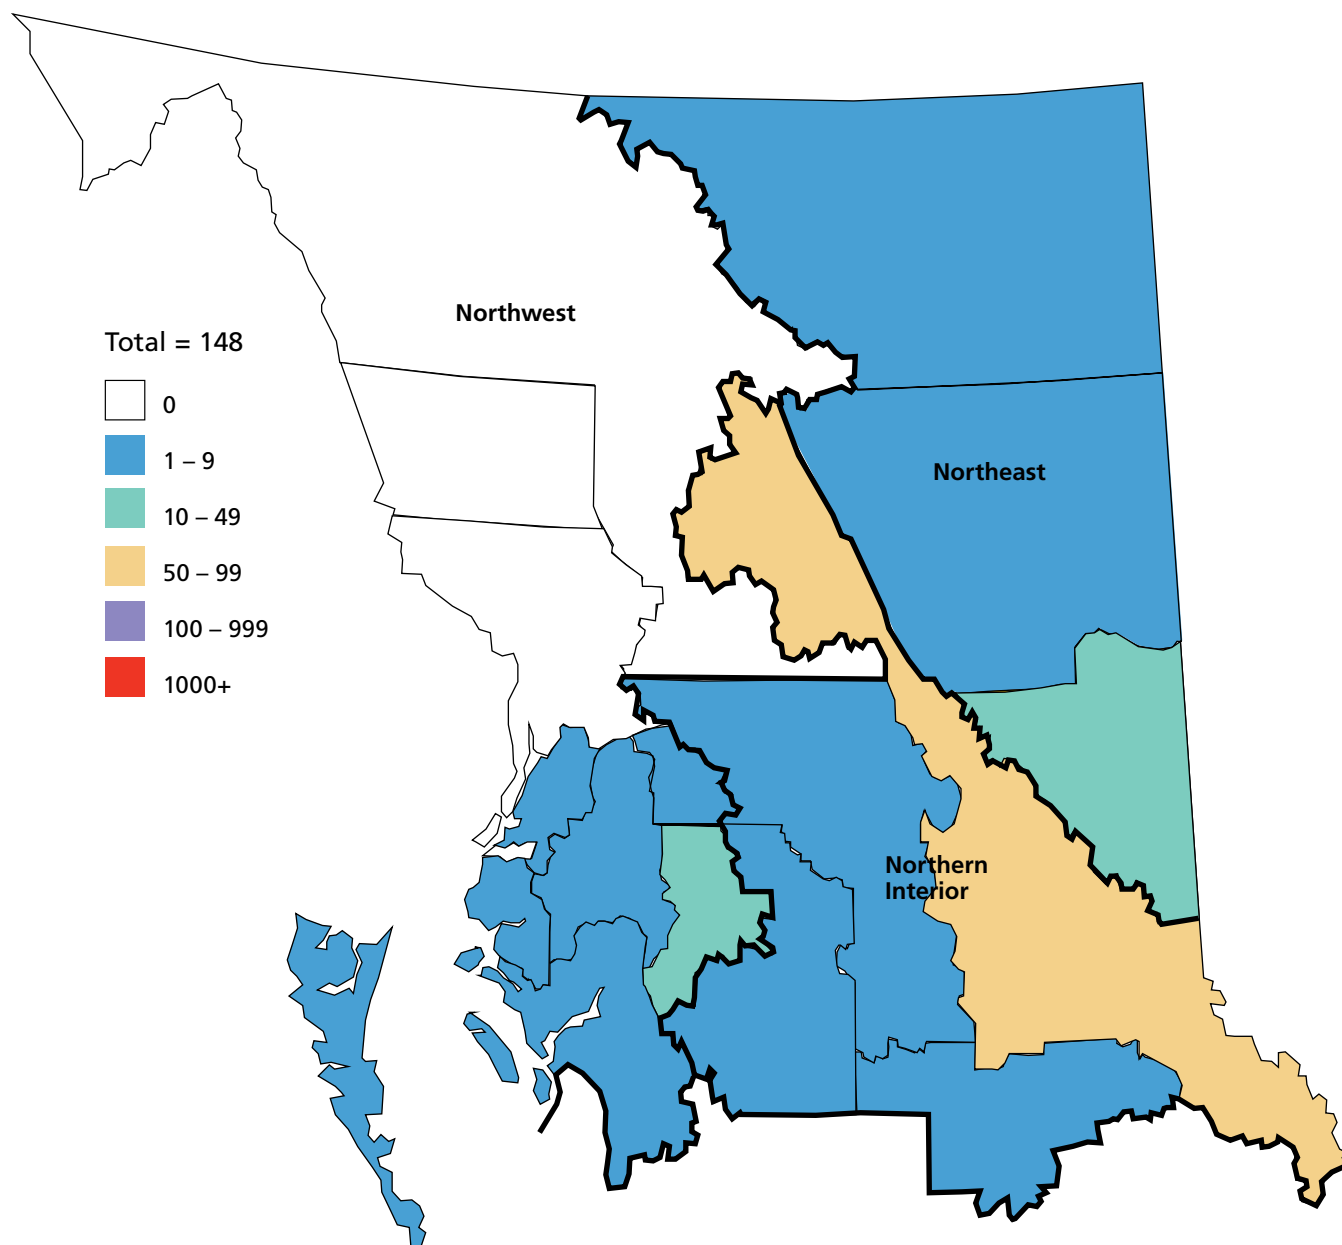 Northwest
Total = 148
0
1 – 9
10 – 49
50 – 99
100 – 999
1000+
Northeast
Northern
Interior